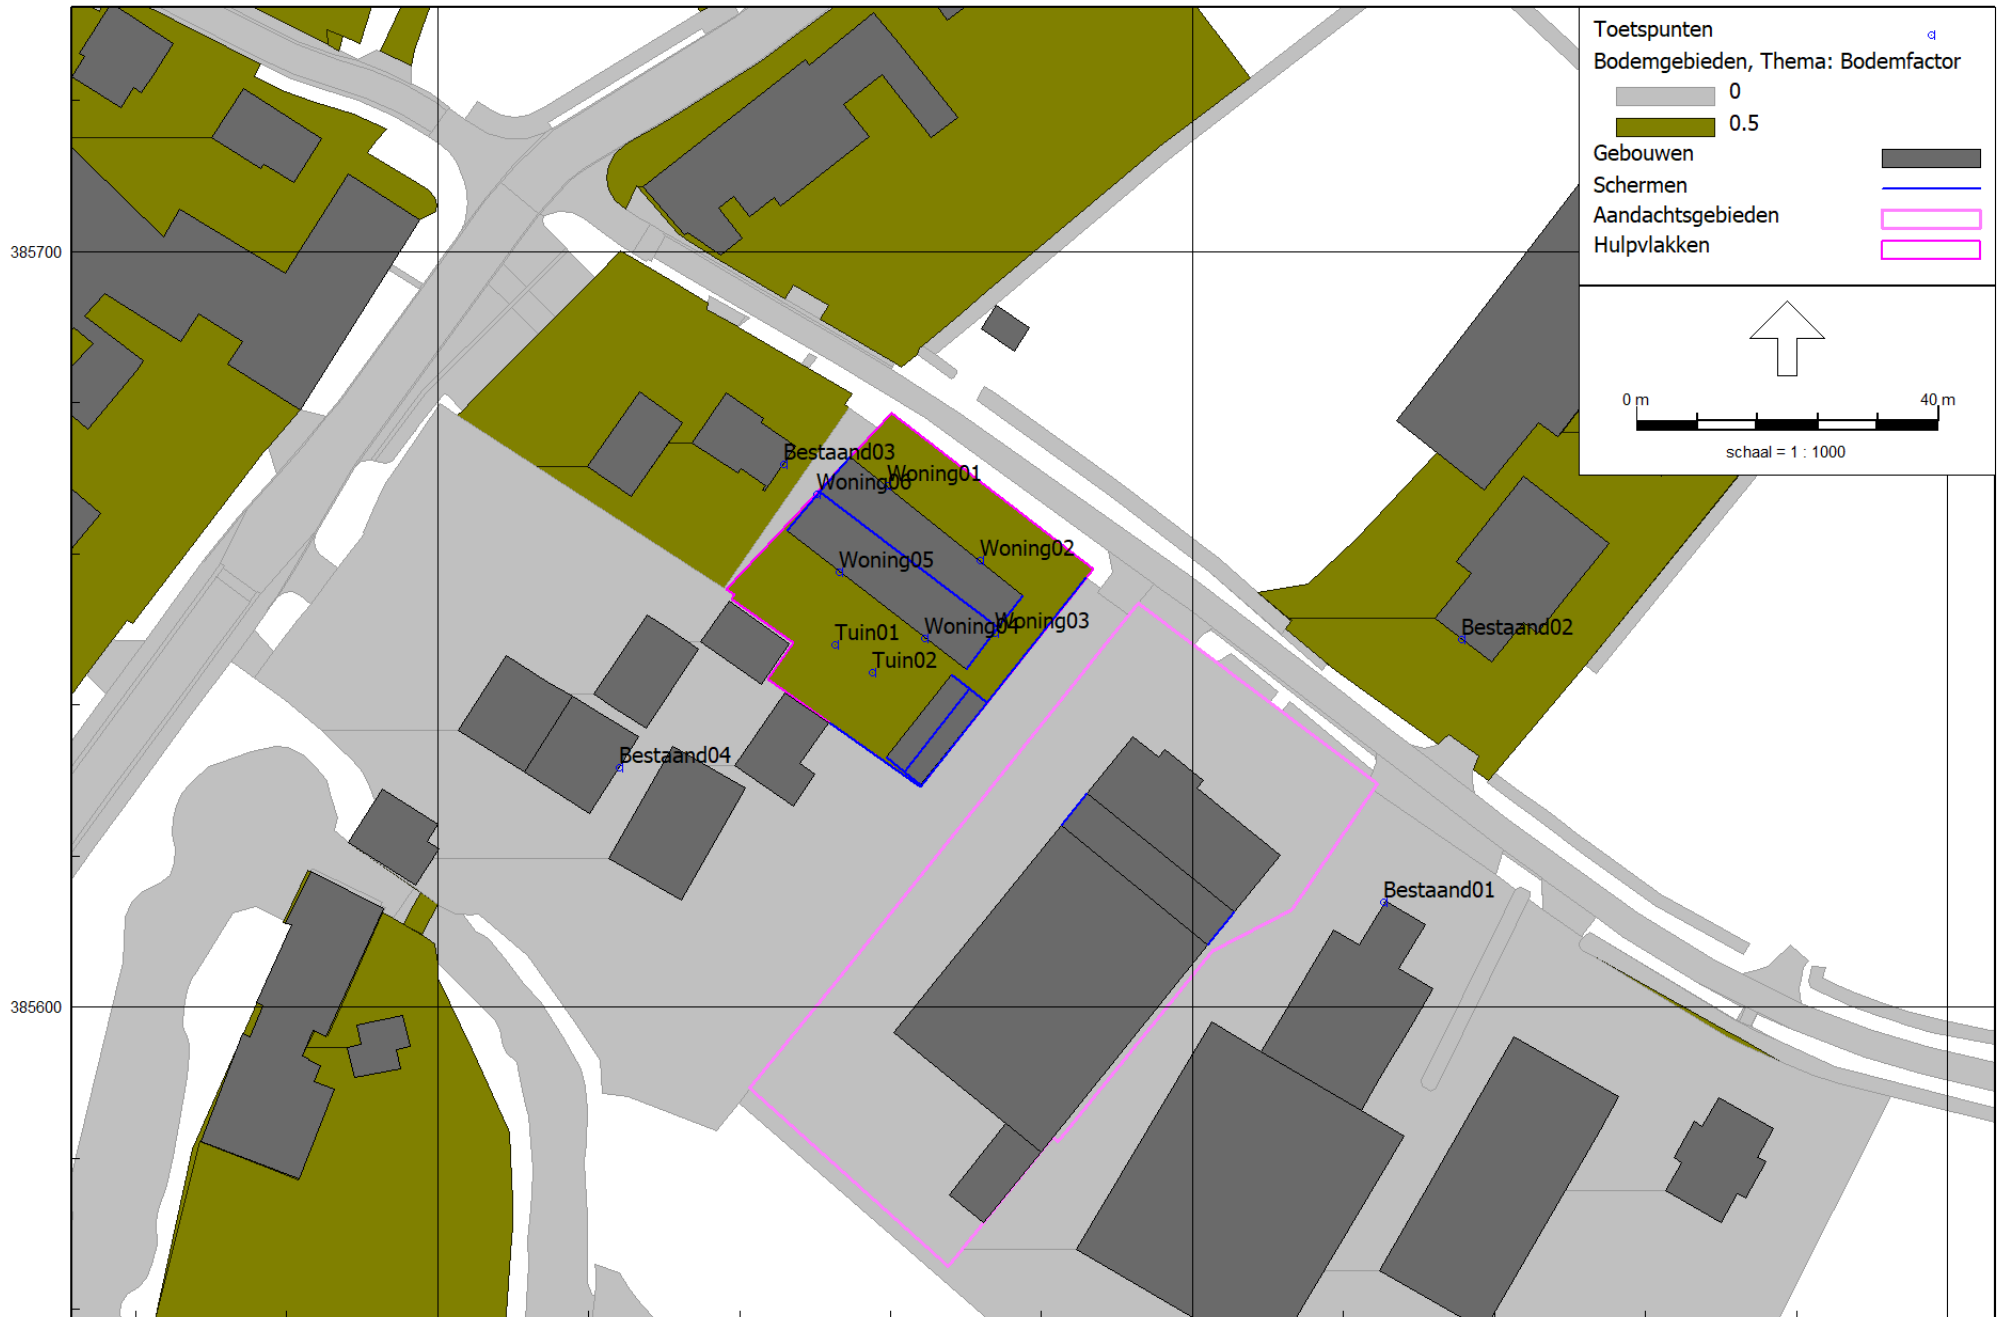 Toetspunten
Bodemgebieden, Thema: Bodemfactor
0
0.5
Gebouwen
Schermen
Aandachtsgebieden
Hulpvlakken
0 m 40 m
schaal = 1 : 1000
385700
Bestaand03
Woning01
Woning06
Woning02
Woning05
Woning03
Woning04
Tuin01
Bestaand02
Tuin02
Bestaand04
Bestaand01
385600